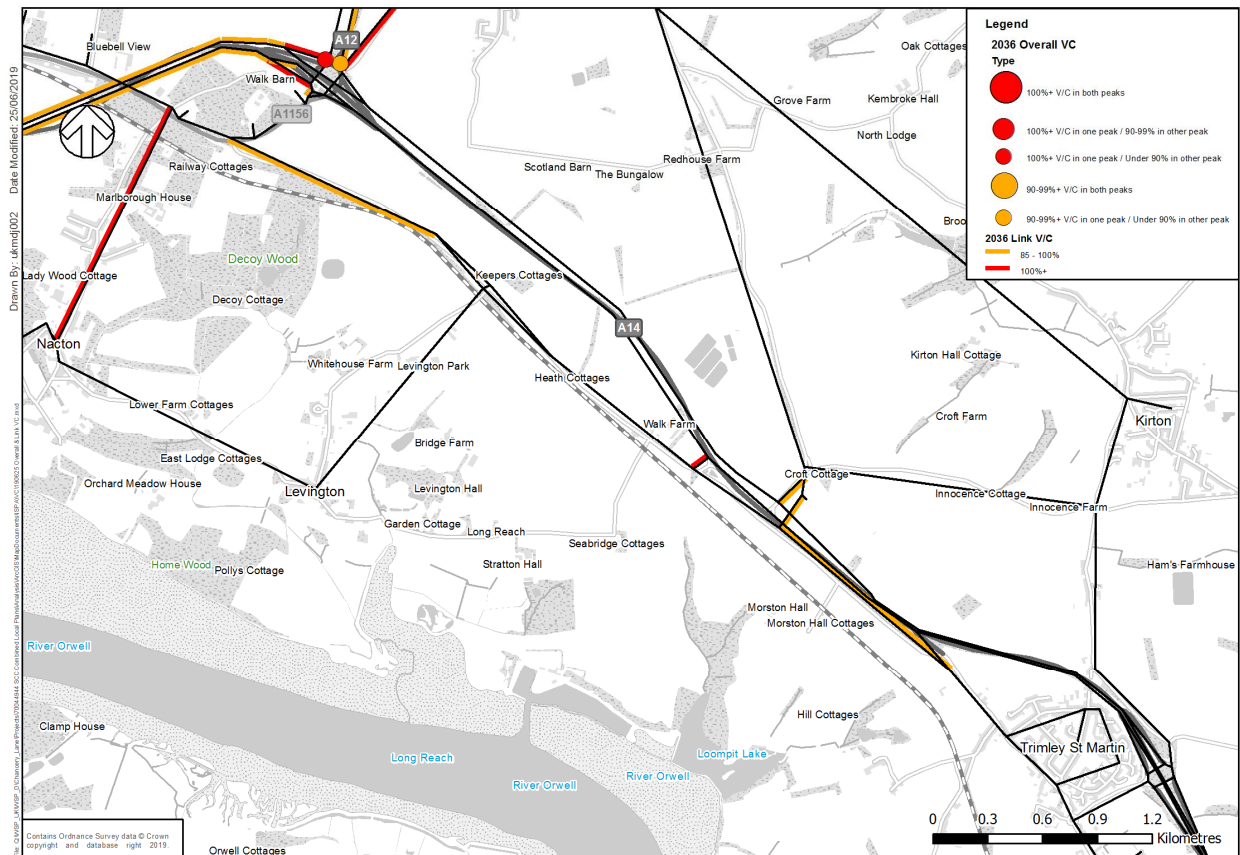 Legend
2036 Overall VC
Type
100%+ V/C in both peaks
100%+ V/C in one peak / 90-99% in other peak
100%+ V/C in one peak / Under 90% in other peak
90-99%+ V/C in both peaks
90-99%+ V/C in one peak / Under 90% in other peak
2036 Link V/C
85 - 100%
100%+
Drawn By: ukmdj002 Date Modified: 25/06/2019
A12
Bluebell View
Oak Cottages
Walk Barn
Grove Farm
Kembroke Hall
A1156
North Lodge
Railway Cottages
Scotland Barn
The Bungalow
Redhouse Farm
Marlborough House
Broo
Decoy Wood
Lady Wood Cottage
Keepers Cottages
Decoy Cottage
A14
Nacton
Kirton Hall Cottage
Whitehouse Farm
Levington Park
Heath Cottages
Lower Farm Cottages
Croft Farm
Kirton
Walk Farm
Bridge Farm
East Lodge Cottages
Croft Cottage
Orchard Meadow House
Levington
Levington Hall
Innocence Cottage
Innocence Farm
Garden Cottage
Long Reach
Seabridge Cottages
Home Wood
Pollys Cottage
Stratton Hall
Ham's Farmhouse
Morston Hall
Morston Hall Cottages
River Orwell
Hill Cottages
Clamp House
Trimley St Martin
Long Reach
Loompit Lake
River Orwell
River Orwell
0 0.3 0.6 0.9 1.2
Kilometres
Contains Ordnance Survey data © Crown
copyright and database right 2019.
Orwell Cottages